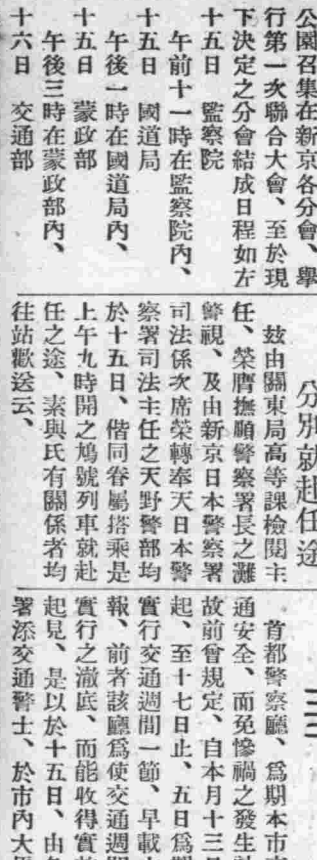 公園召集在新京各分會、舉
行第一次聯合大會、至於現
下決定之分會結成日程如左
十五日　監察院
午前十一時在監察院內、
十五日　國道局
午後一時在國道局內、
十五日　蒙政部
午後三時在蒙政部內、
十六日　交通部
分別就赴任途
玆由關東局高等課檢閱主
任、榮膺撫順警察署長之灘
警視、及由新京日本警察署
司法係次席榮轉奉天日本警
察署司法主任之天野警部均
於十五日、偕同眷屬搭乘是
上午九時開之鳩號列車就赴
任之途、素與氏有關係者均
往站歡送云、
首都警察廳、爲期本市
通安全、而免慘禍之發生
故前曾規定、自本月十三
起、至十七日止、五日爲
實行交通週間一節、早載
報、前者該廳爲使交通週
實行之澈底、而能收得實
起見、是以於十五日、由
署添交通警士、於市內大